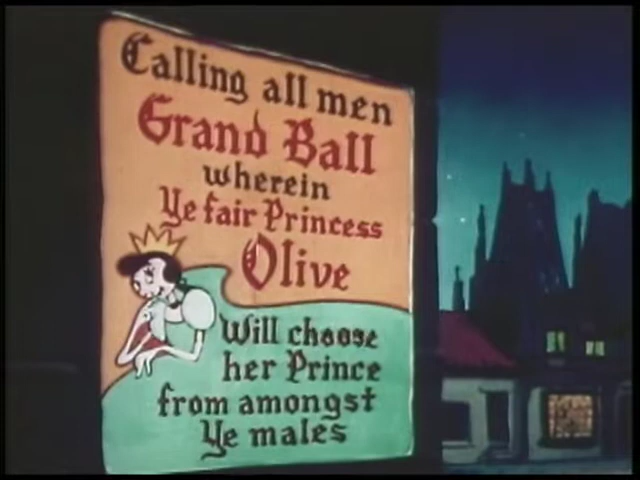 Calling all men
Grand Ball
wherein
Ye fair Princess
Olive
Will choose
her Prince
from amongst
Ye males